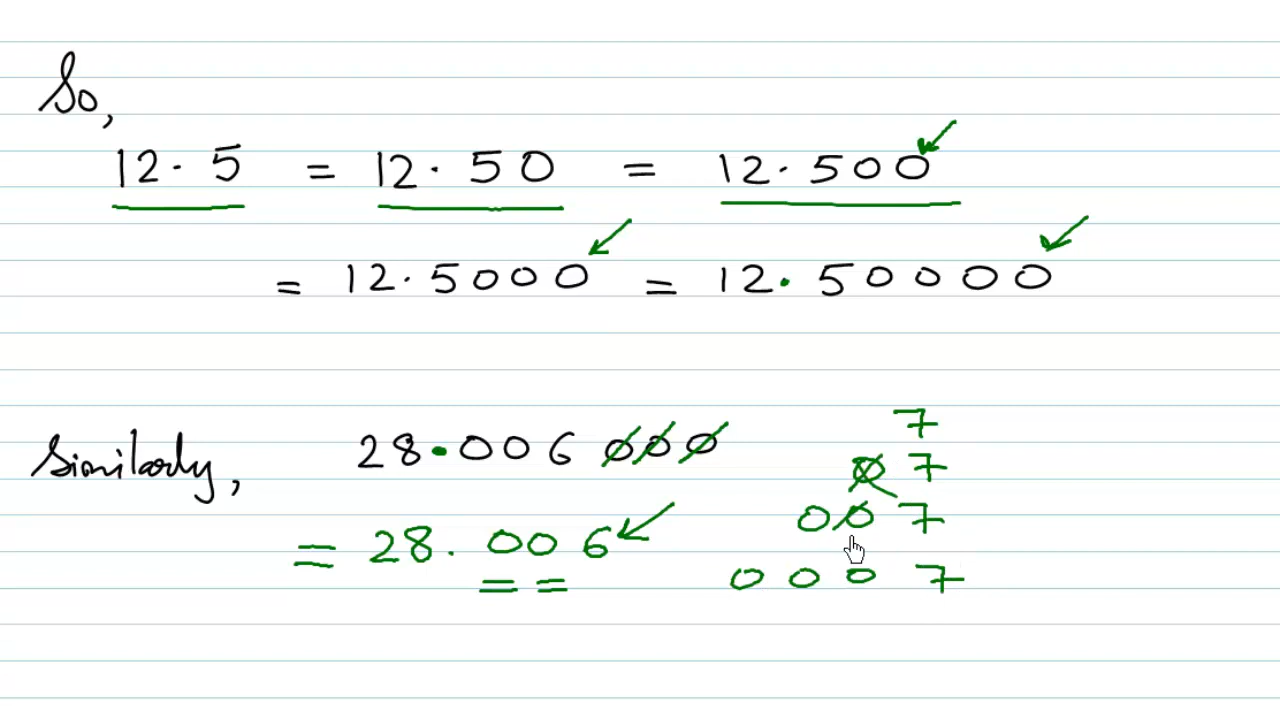 So,
12.5 = 12.50 = 12.500
= 12.5000 = 12.50000
Similarly, 28.006000
= 28.006
7
07
007
0007